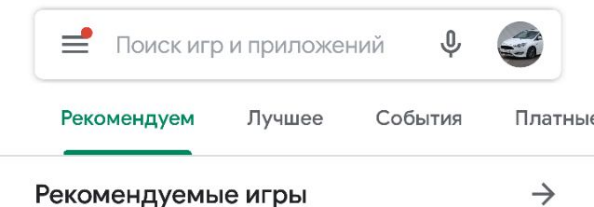 Поиск игр и приложений
Рекомендуем Лучшее События Платные
Рекомендуемые игры